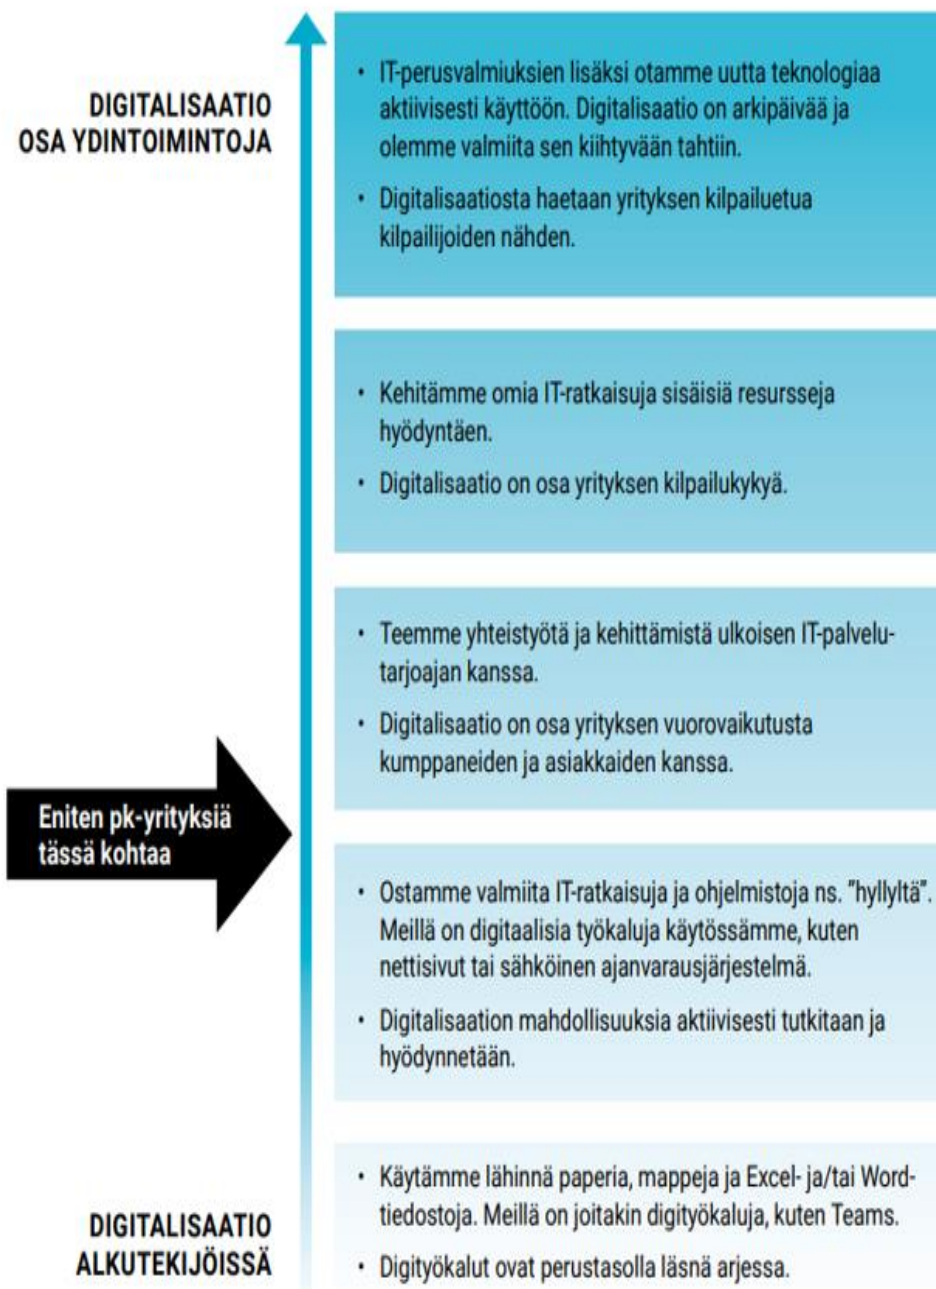 DIGITALISAATIO
OSA YDINTOIMINTOJA
• IT-perusvalmiuksien lisäksi otamme uutta teknologiaa
aktiivisesti käyttöön. Digitalisaatio on arkipäivää ja
olemme valmiita sen kiihtyvään tahtiin.
• Digitalisaatiosta haetaan yrityksen kilpailuetua
kilpailijoiden nähden.
• Kehitämme omia IT-ratkaisuja sisäisiä resursseja
hyödyntäen.
• Digitalisaatio on osa yrityksen kilpailukykyä.
• Teemme yhteistyötä ja kehittämistä ulkoisen IT-palvelu-
tarjoajan kanssa.
• Digitalisaatio on osa yrityksen vuorovaikutusta
kumppaneiden ja asiakkaiden kanssa.
Eniten pk-yrityksiä
tässä kohtaa
• Ostamme valmiita IT-ratkaisuja ja ohjelmistoja ns. ”hyllyltä”.
Meillä on digitaalisia työkaluja käytössämme, kuten
nettisivut tai sähköinen ajanvarausjärjestelmä.
• Digitalisaation mahdollisuuksia aktiivisesti tutkitaan ja
hyödynnetään.
DIGITALISAATIO
ALKUTEKIJÖISSÄ
• Käytämme lähinnä paperia, mappeja ja Excel- ja/tai Word-
tiedostoja. Meillä on joitakin digityökaluja, kuten Teams.
• Digityökalut ovat perustasolla läsnä arjessa.